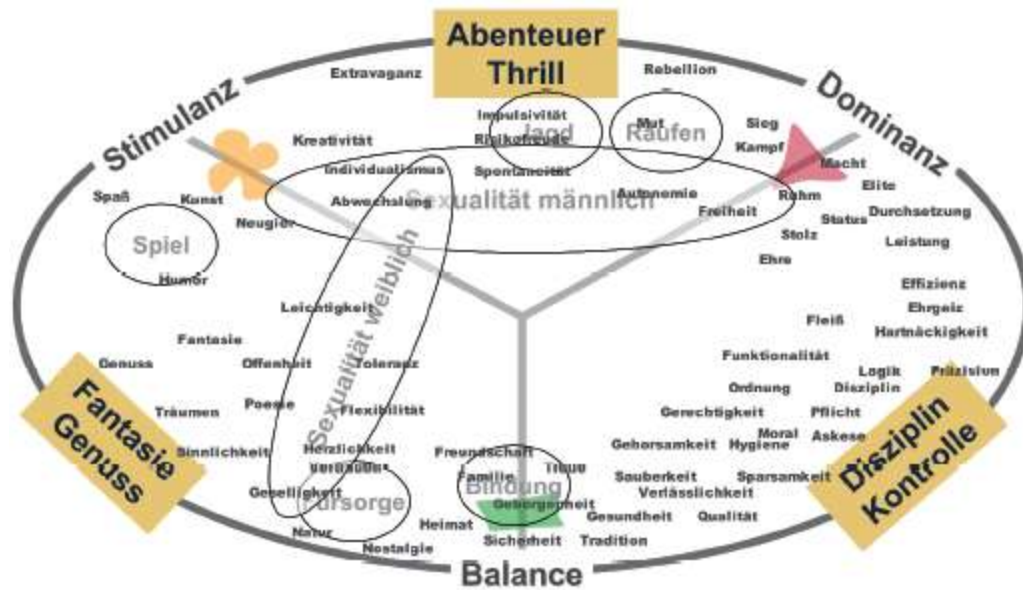 Abenteuer
Thrill
Extravaganz
Rebellion
Stimulanz
Dominanz
Impulsivität
Jagd
Risikofreude
Mut
Raufen
Sieg
Kampf
Kreativität
Individualismus
Spontaneität
Macht
Spaß
Kunst
Abwechslung
Sexualität männlich
Autonomie
Freiheit
Ruhm
Elite
Neugier
Status
Durchsetzung
Stolz
Leistung
Spiel
Ehre
Humor
Effizienz
Leichtigkeit
Sexualität weiblich
Ehrgeiz
Fleiß
Hartnäckigkeit
Fantasie
Genuss
Offenheit
Toleranz
Funktionalität
Logik
Präzision
Ordnung
Disziplin
Träumen
Poesie
Flexibilität
Gerechtigkeit
Pflicht
Fantasie
Genuss
Moral
Askese
Disziplin
Kontrolle
Sinnlichkeit
Herzlichkeit
Freundschaft
Gehorsamkeit
Hygiene
Vertrauen
Familie
Treue
Sauberkeit
Sparsamkeit
Bindung
Geselligkeit
Fürsorge
Geborgenheit
Verlässlichkeit
Heimat
Gesundheit
Qualität
Natur
Nostalgie
Sicherheit
Tradition
Balance